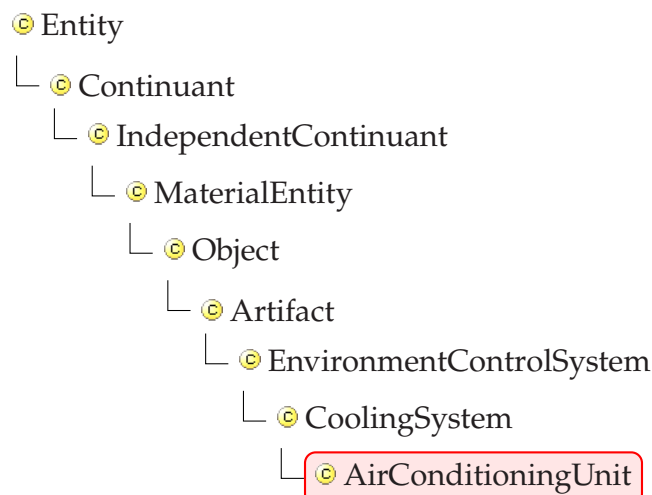 C Entity
C Continuant
C IndependentContinuant
C MaterialEntity
C Object
C Artifact
C EnvironmentControlSystem
C CoolingSystem
C AirConditioningUnit